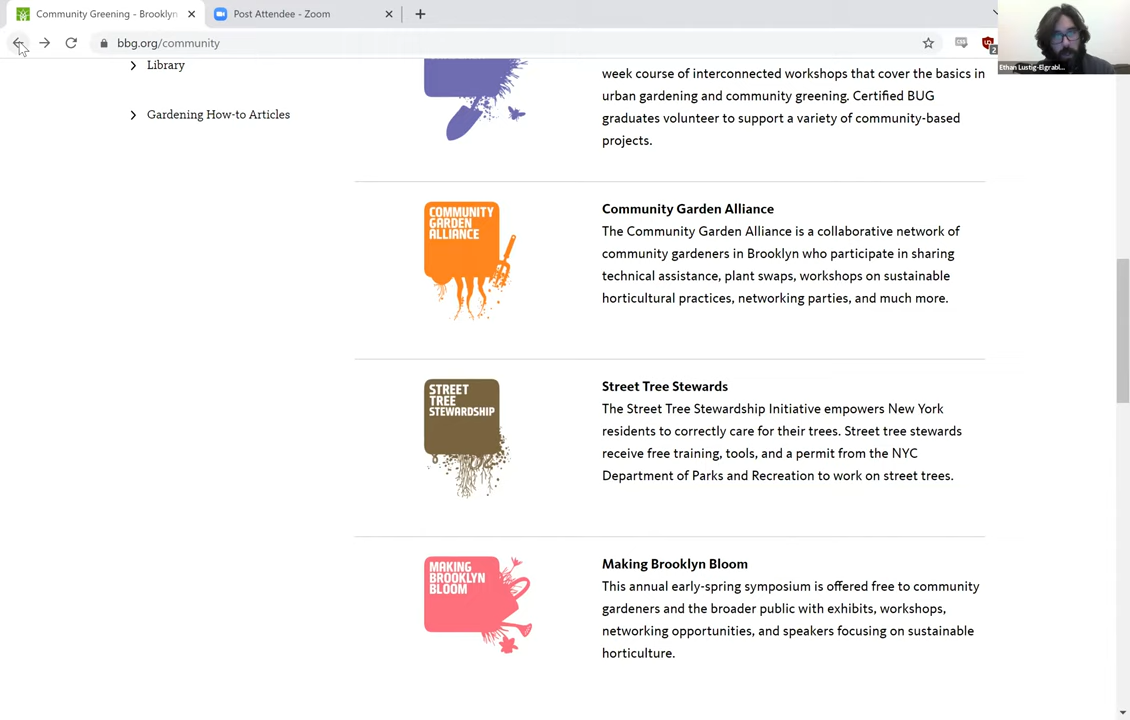 Community Greening - Brooklyn
Post Attendee - Zoom
bbg.org/community
2
Ethan Lustig-Elgrabl...
Library
Gardening How-to Articles
week course of interconnected workshops that cover the basics in
urban gardening and community greening. Certified BUG
graduates volunteer to support a variety of community-based
projects.
COMMUNITY
GARDEN
ALLIANCE
Community Garden Alliance
The Community Garden Alliance is a collaborative network of
community gardeners in Brooklyn who participate in sharing
technical assistance, plant swaps, workshops on sustainable
horticultural practices, networking parties, and much more.
STREET
TREE
STEWARDSHIP
Street Tree Stewards
The Street Tree Stewardship Initiative empowers New York
residents to correctly care for their trees. Street tree stewards
receive free training, tools, and a permit from the NYC
Department of Parks and Recreation to work on street trees.
MAKING
BROOKLYN
BLOOM
Making Brooklyn Bloom
This annual early-spring symposium is offered free to community
gardeners and the broader public with exhibits, workshops,
networking opportunities, and speakers focusing on sustainable
horticulture.